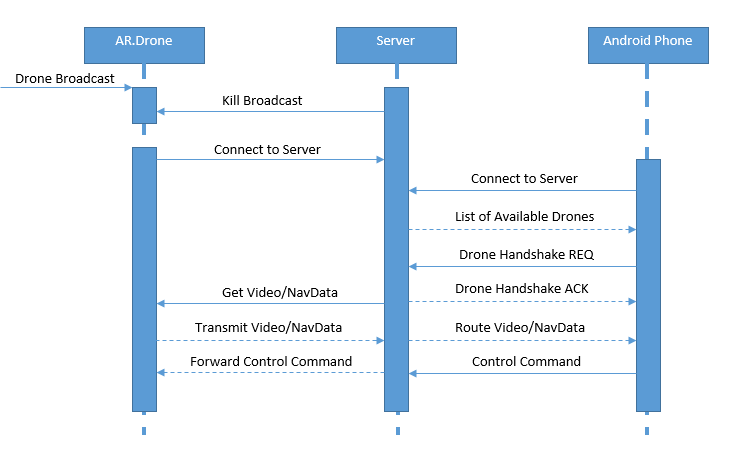 AR.Drone
Server
Android Phone
Drone Broadcast
Kill Broadcast
Connect to Server
Connect to Server
List of Available Drones
Drone Handshake REQ
Drone Handshake ACK
Get Video/NavData
Transmit Video/NavData
Route Video/NavData
Forward Control Command
Control Command